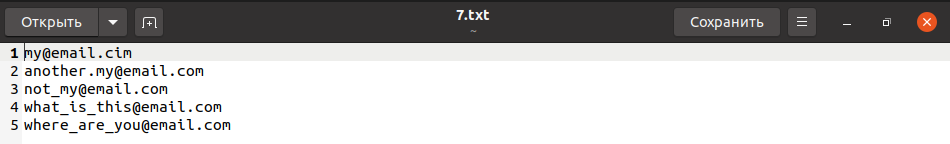 Открыть
7.txt
~
Сохранить
1 my@email.cim
2 another.my@email.com
3 not_my@email.com
4 what_is_this@email.com
5 where_are_you@email.com